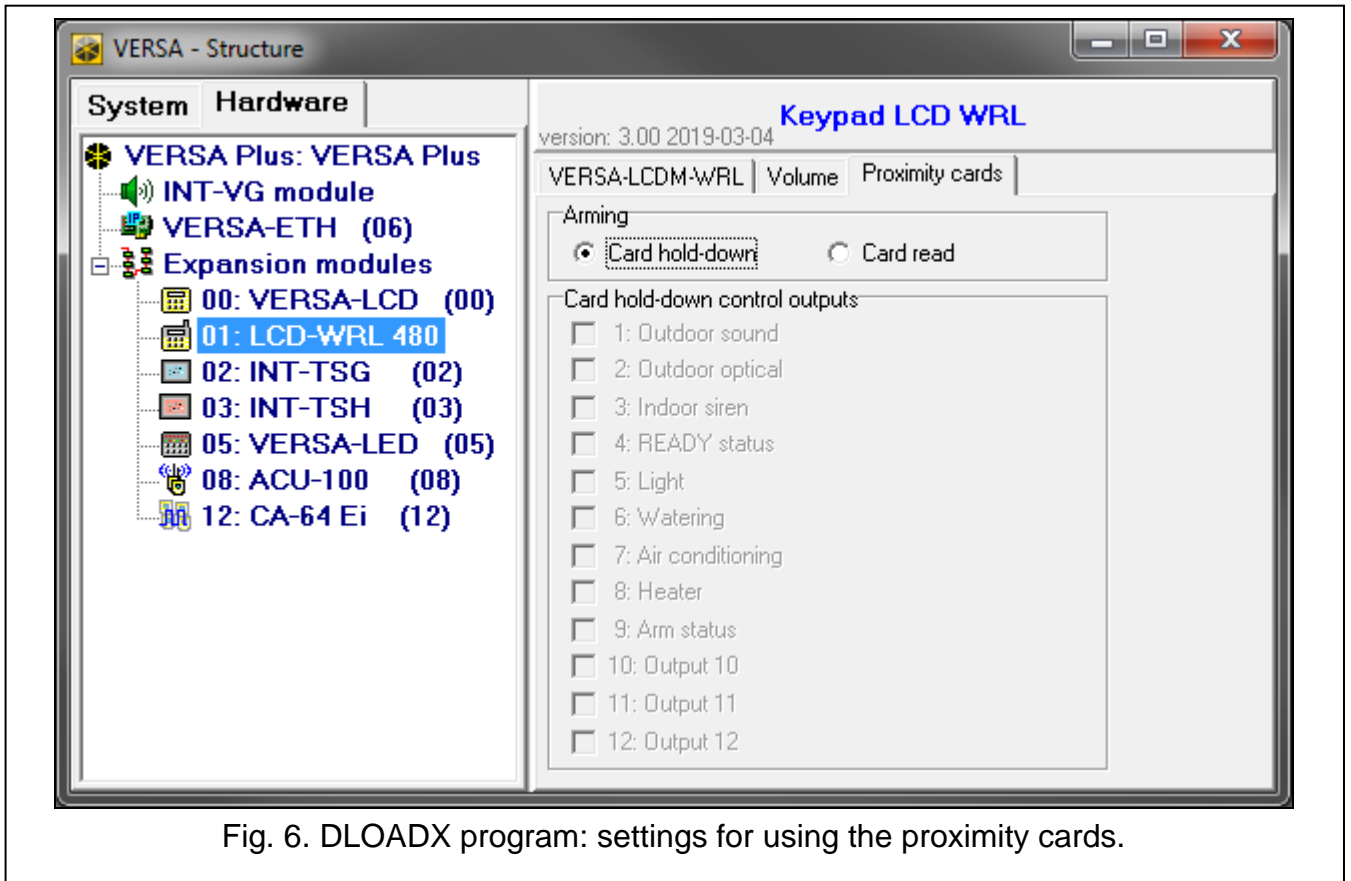 VERSA - Structure
System Hardware
VERSA Plus: VERSA Plus
INT-VG module
VERSA-ETH (06)
Expansion modules
00: VERSA-LCD (00)
01: LCD-WRL 480
02: INT-TSG (02)
03: INT-TSH (03)
05: VERSA-LED (05)
08: ACU-100 (08)
12: CA-64 Ei (12)
Keypad LCD WRL
version: 3.00 2019-03-04
VERSA-LCDM-WRL Volume Proximity cards
Arming
Card hold-down Card read
Card hold-down control outputs
1: Outdoor sound
2: Outdoor optical
3: Indoor siren
4: READY status
5: Light
6: Watering
7: Air conditioning
8: Heater
9: Arm status
10: Output 10
11: Output 11
12: Output 12
Fig. 6. DLOADX program: settings for using the proximity cards.